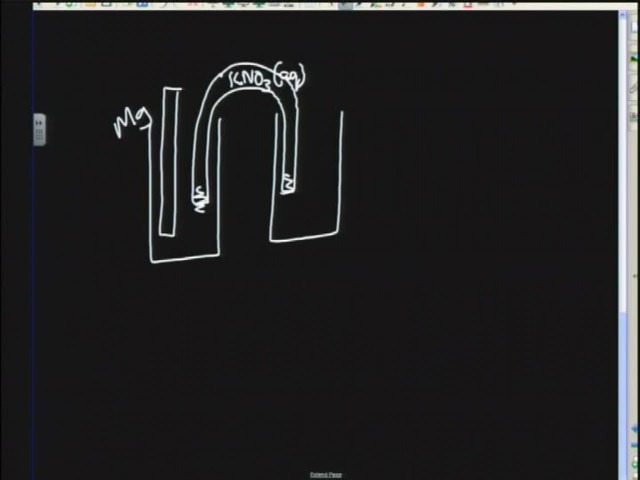 KNO₃ (aq)
Mg
Extend Page